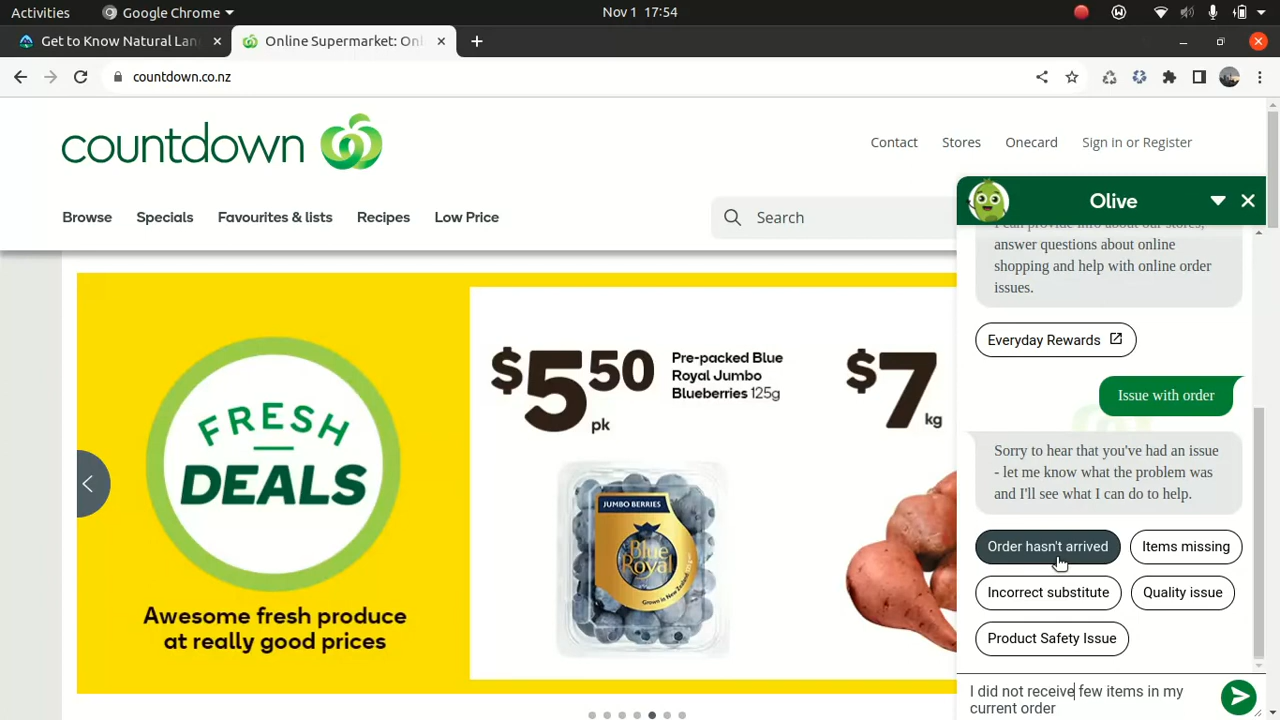 Activities
Google Chrome
Nov 1 17:54
Get to Know Natural Lan
Online Supermarket: Onl
countdown.co.nz
countdown
Contact
Stores
Onecard
Sign in or Register
Browse
Specials
Favourites & lists
Recipes
Low Price
Search
FRESH
DEALS
Awesome fresh produce
at really good prices
$5.50
pk
Pre-packed Blue
Royal Jumbo
Blueberries 125g
$7
kg
JUMBO BERRIES
Blue
Royal
Grown in New Zealand
Olive
I can provide info about our stores,
answer questions about online
shopping and help with online order
issues.
Everyday Rewards
Issue with order
Sorry to hear that you've had an issue
- let me know what the problem was
and I'll see what I can do to help.
Order hasn't arrived
Items missing
Incorrect substitute
Quality issue
Product Safety Issue
I did not receive few items in my
current order